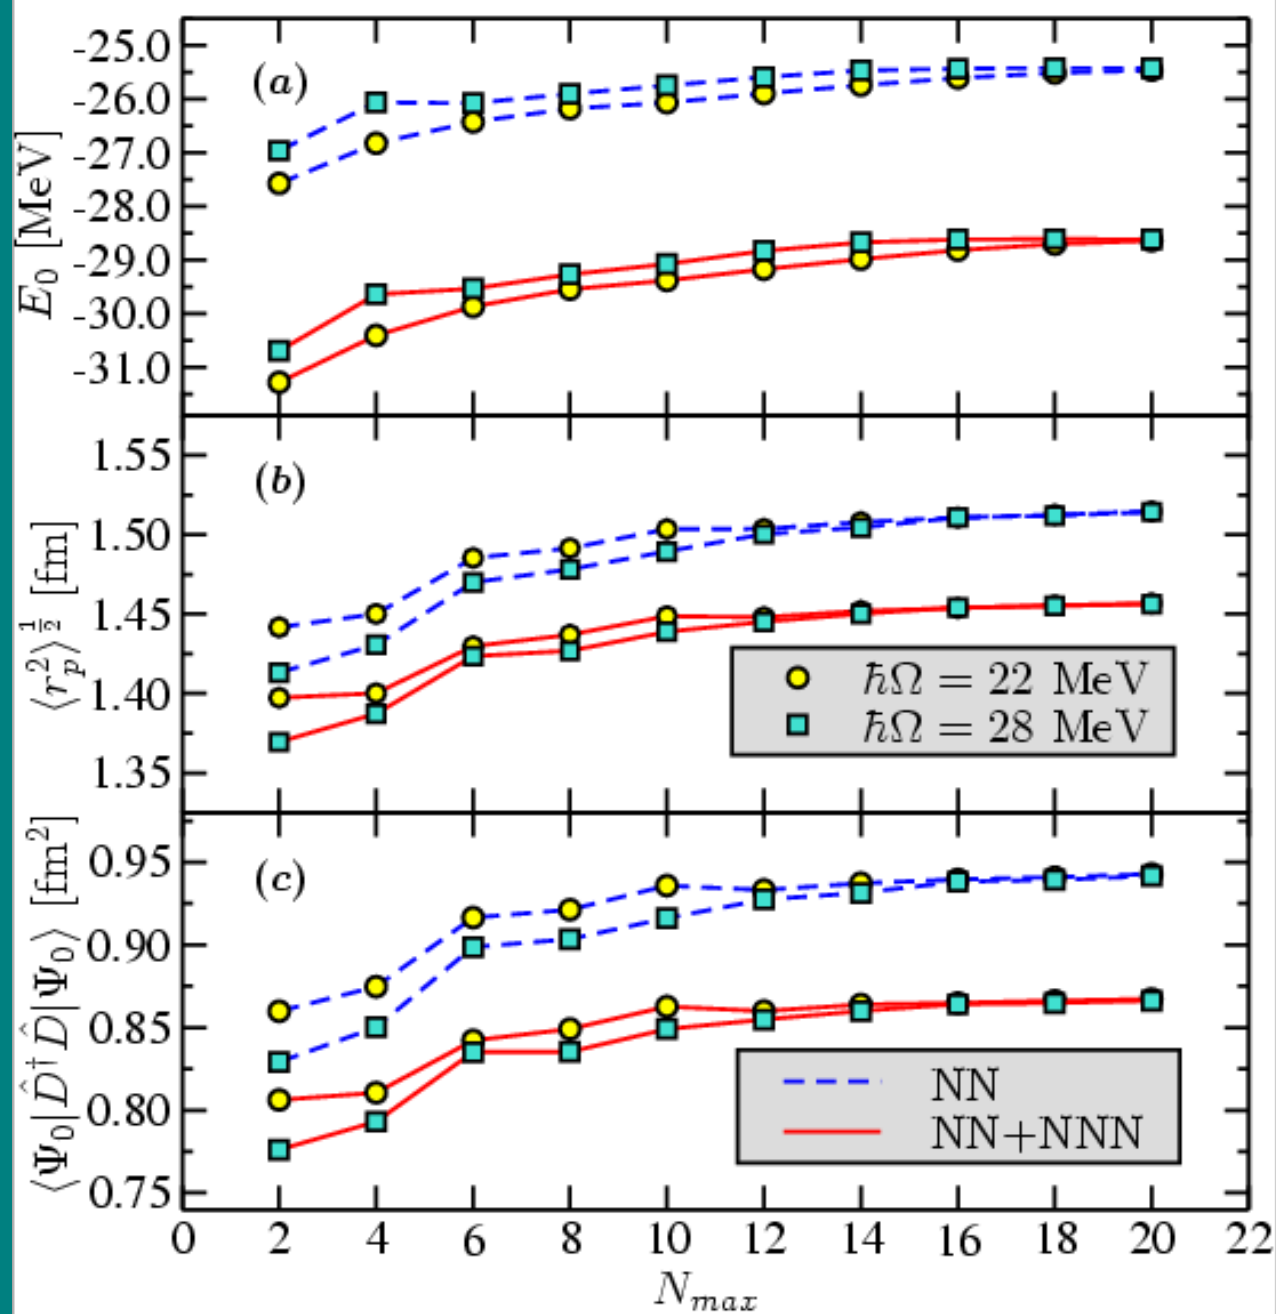 (a)
E₀ [MeV]
-25.0
-26.0
-27.0
-28.0
-29.0
-30.0
-31.0
(b)
⟨r_p^2⟩^{1/2} [fm]
1.55
1.50
1.45
1.40
1.35
ħΩ = 22 MeV
ħΩ = 28 MeV
(c)
⟨Ψ₀|D̂†D̂|Ψ₀⟩ [fm²]
0.95
0.90
0.85
0.80
0.75
NN
NN+NNN
0 2 4 6 8 10 12 14 16 18 20 22
N_{max}